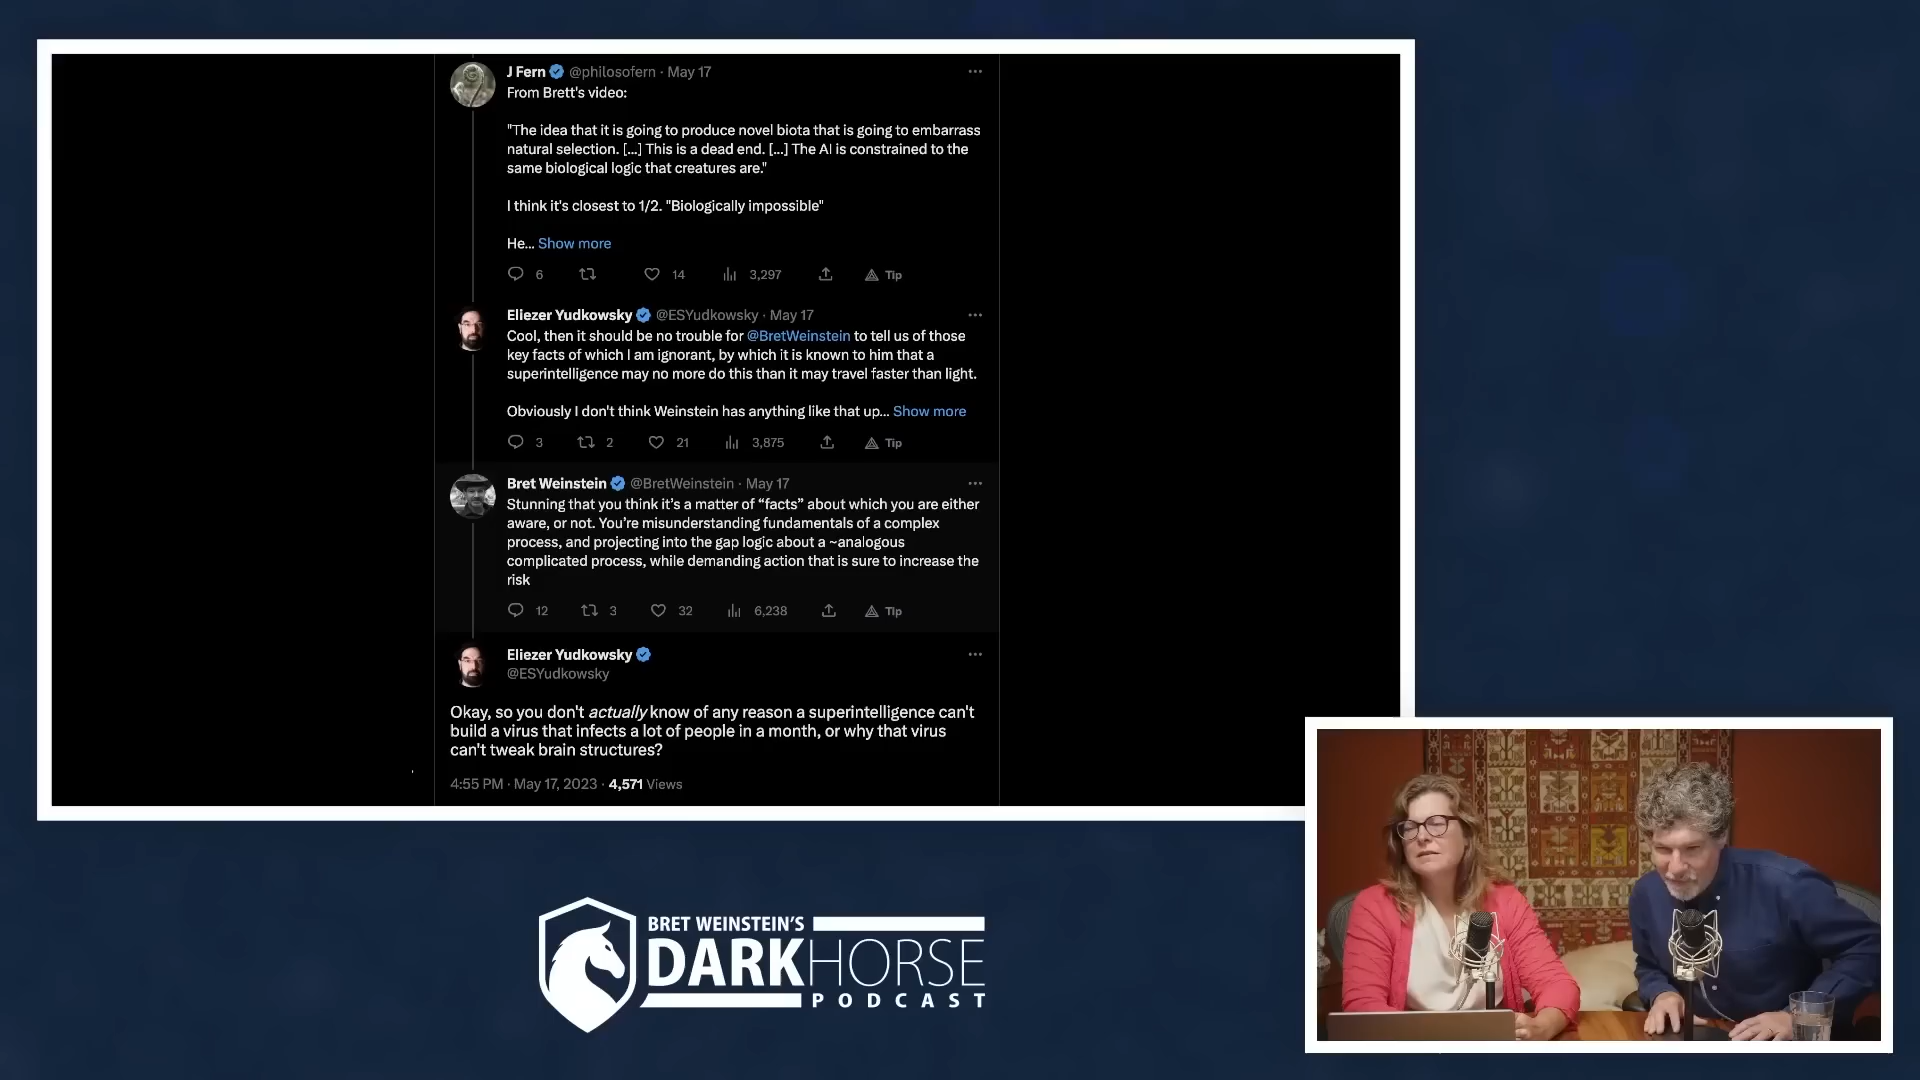 J Fern @philosofern · May 17
From Brett's video:
"The idea that it is going to produce novel biota that is going to embarrass
natural selection. [...] This is a dead end. [...] The AI is constrained to the
same biological logic that creatures are."
I think it's closest to 1/2. "Biologically impossible"
He... Show more
6 14 3,297 Tip
Eliezer Yudkowsky @ESYudkowsky · May 17
Cool, then it should be no trouble for @BretWeinstein to tell us of those
key facts of which I am ignorant, by which it is known to him that a
superintelligence may no more do this than it may travel faster than light.
Obviously I don't think Weinstein has anything like that up... Show more
3 2 21 3,875 Tip
Bret Weinstein @BretWeinstein · May 17
Stunning that you think it's a matter of “facts” about which you are either
aware, or not. You're misunderstanding fundamentals of a complex
process, and projecting into the gap logic about a ~analogous
complicated process, while demanding action that is sure to increase the
risk
12 3 32 6,238 Tip
Eliezer Yudkowsky
@ESYudkowsky
Okay, so you don't actually know of any reason a superintelligence can't
build a virus that infects a lot of people in a month, or why that virus
can't tweak brain structures?
4:55 PM · May 17, 2023 · 4,571 Views
BRET WEINSTEIN'S
DARKHORSE
PODCAST